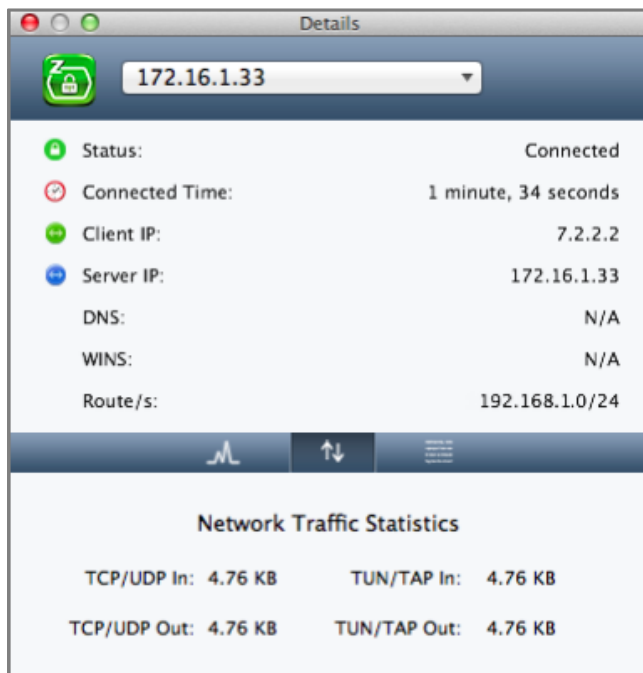 Details
Z
172.16.1.33
Status: Connected
Connected Time: 1 minute, 34 seconds
Client IP: 7.2.2.2
Server IP: 172.16.1.33
DNS: N/A
WINS: N/A
Route/s: 192.168.1.0/24
Network Traffic Statistics
TCP/UDP In: 4.76 KB TUN/TAP In: 4.76 KB
TCP/UDP Out: 4.76 KB TUN/TAP Out: 4.76 KB